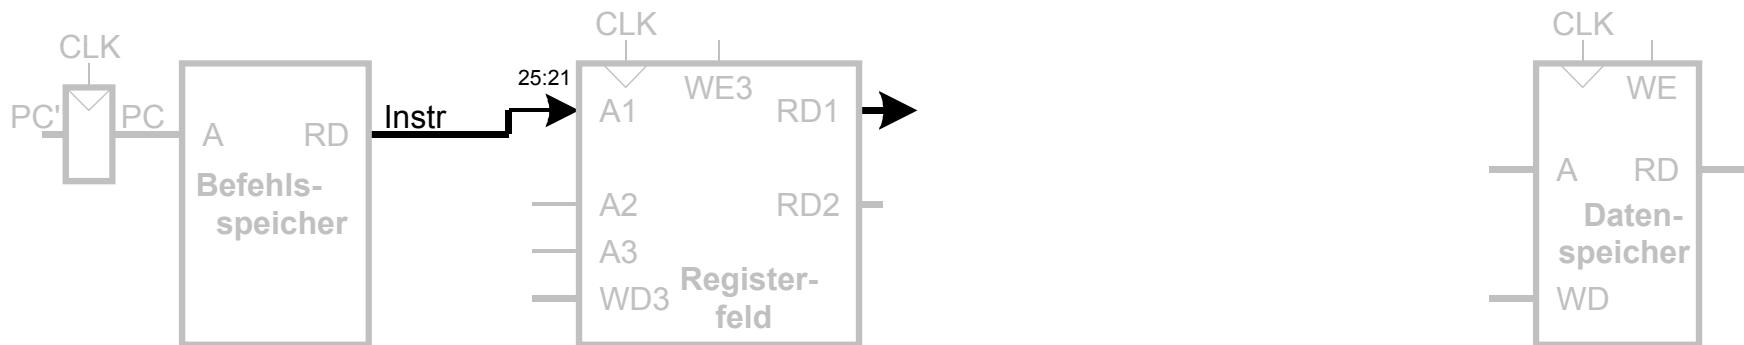 CLK
PC'
PC
A
RD
Befehls-
speicher
Instr
25:21
CLK
WE3
A1
RD1
A2
RD2
A3
WD3
Register-
feld
CLK
WE
A
RD
Daten-
speicher
WD